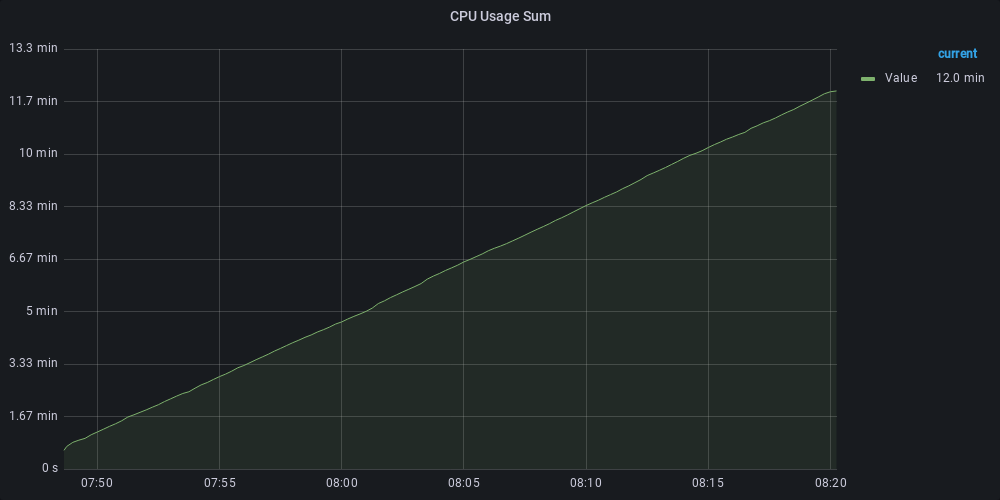 CPU Usage Sum
13.3 min
11.7 min
10 min
8.33 min
6.67 min
5 min
3.33 min
1.67 min
0 s
07:50 07:55 08:00 08:05 08:10 08:15 08:20
current
Value 12.0 min